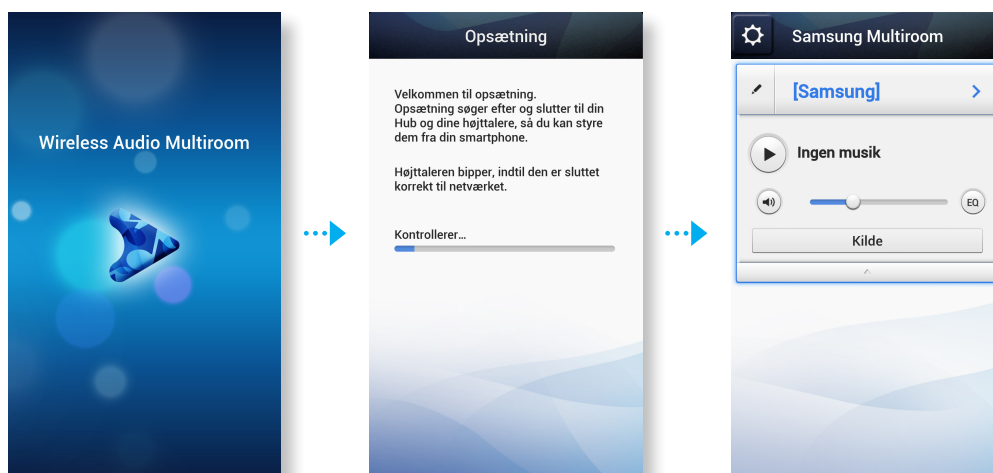 Wireless Audio Multiroom
Opsætning
Velkommen til opsætning.
Opsætning søger efter og slutter til din
Hub og dine højttalere, så du kan styre
dem fra din smartphone.
Højttaleren bipper, indtil den er sluttet
korrekt til netværket.
Kontrollerer...
Samsung Multiroom
[Samsung]
Ingen musik
EQ
Kilde